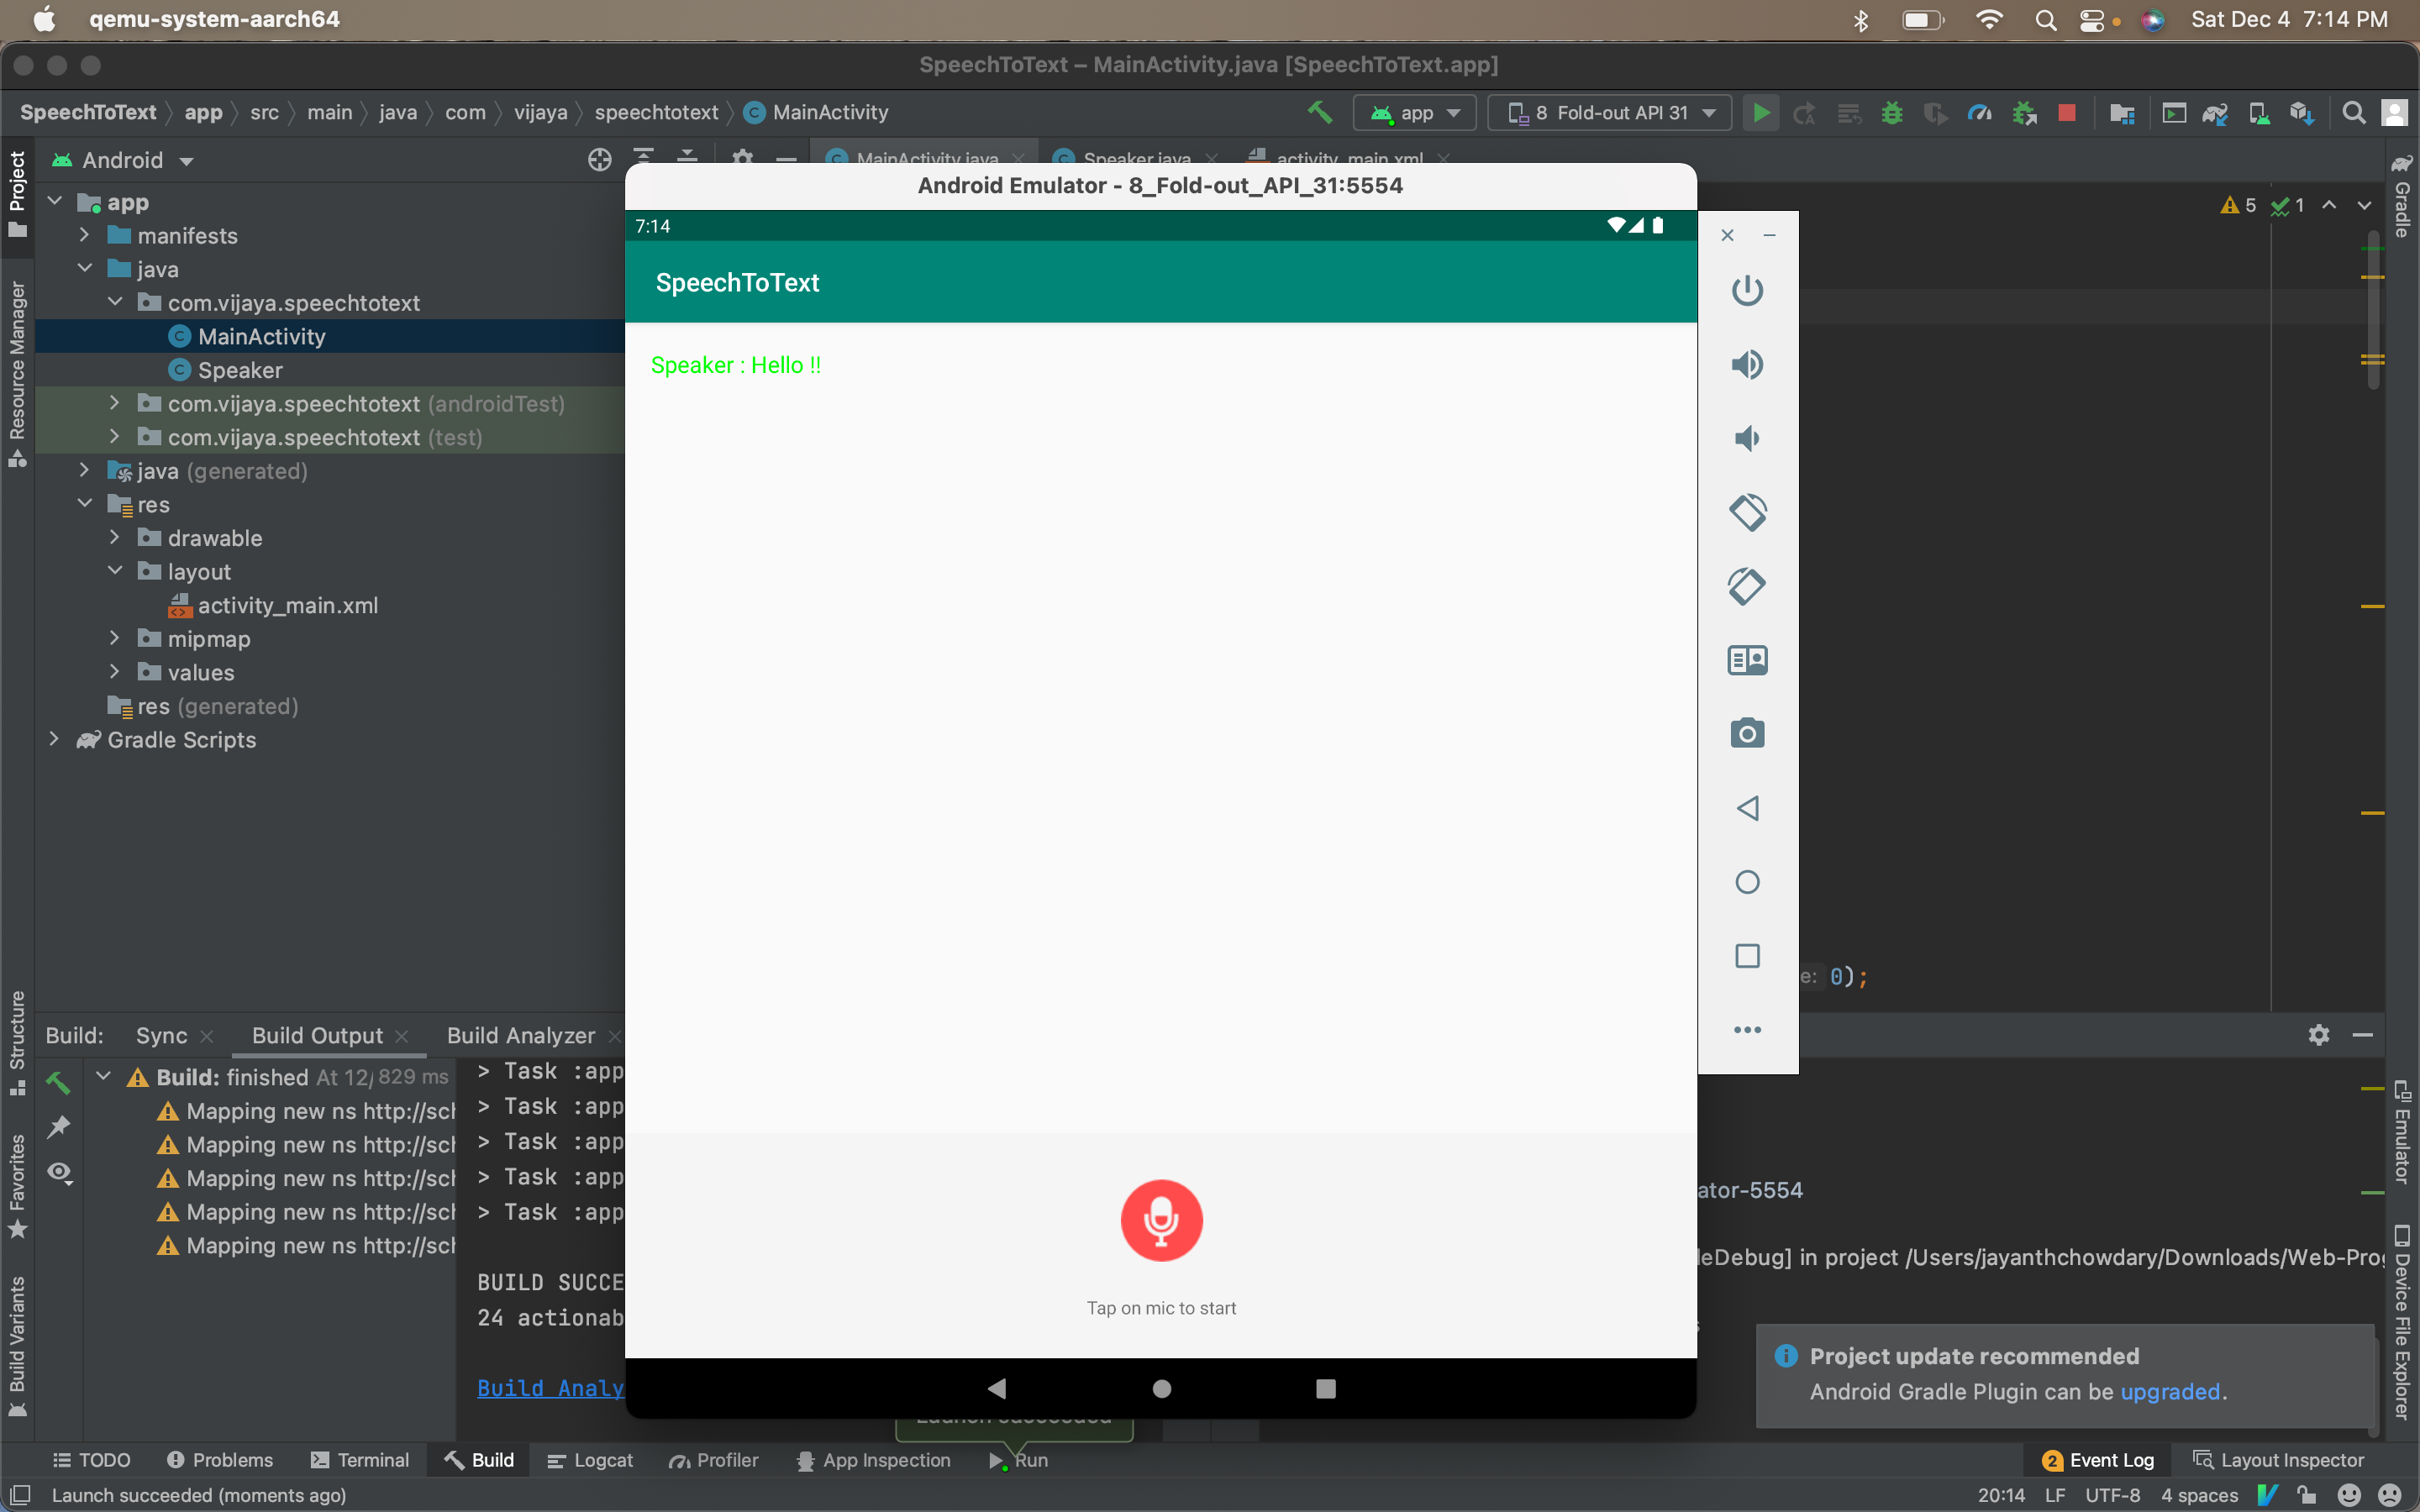 qemu-system-aarch64
Sat Dec 4 7:14 PM
SpeechToText – MainActivity.java [SpeechToText.app]
SpeechToText app src main java com vijaya speechtotext MainActivity
app
8 Fold-out API 31
Android
MainActivity.java
Speaker.java
activity_main.xml
Project
Resource Manager
Structure
Favorites
Build Variants
app
manifests
java
com.vijaya.speechtotext
MainActivity
Speaker
com.vijaya.speechtotext (androidTest)
com.vijaya.speechtotext (test)
java (generated)
res
drawable
layout
activity_main.xml
mipmap
values
res (generated)
Gradle Scripts
Android Emulator - 8_Fold-out_API_31:5554
7:14
SpeechToText
Speaker : Hello !!
Tap on mic to start
5 1
Gradle
Emulator
Device File Explorer
e: 0);
Build: Sync Build Output Build Analyzer
Build: finished At 12/ 829 ms
Mapping new ns http://sch
Mapping new ns http://sch
Mapping new ns http://sch
Mapping new ns http://sch
Mapping new ns http://sch
> Task :app
> Task :app
> Task :app
> Task :app
> Task :app
BUILD SUCCE
24 actionab
Build Analy
ator-5554
leDebug] in project /Users/jayanthchowdary/Downloads/Web-Prog
Project update recommended
Android Gradle Plugin can be upgraded.
Launch succeeded
TODO Problems Terminal Build Logcat Profiler App Inspection Run
2 Event Log Layout Inspector
Launch succeeded (moments ago)
20:14 LF UTF-8 4 spaces